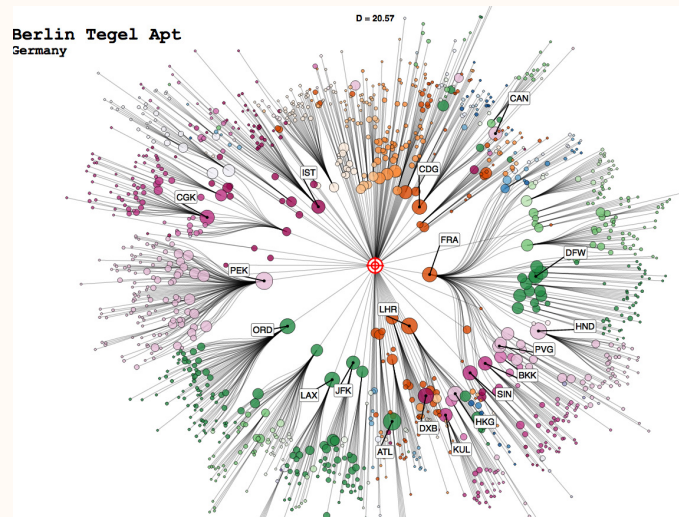 Berlin Tegel Apt
Germany
D = 20.57
CAN
IST
CDG
CGK
FRA
DFW
PEK
LHR
ORD
HND
PVG
BKK
LAX
JFK
SIN
HKG
DXB
ATL
KUL